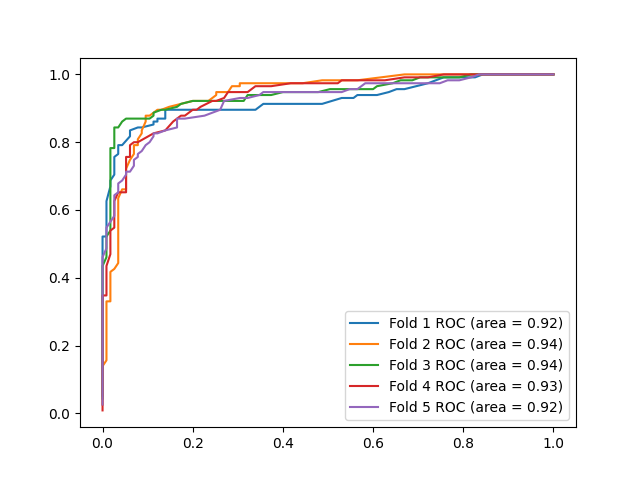 1.0
0.8
0.6
0.4
0.2
0.0
0.0 0.2 0.4 0.6 0.8 1.0
Fold 1 ROC (area = 0.92)
Fold 2 ROC (area = 0.94)
Fold 3 ROC (area = 0.94)
Fold 4 ROC (area = 0.93)
Fold 5 ROC (area = 0.92)